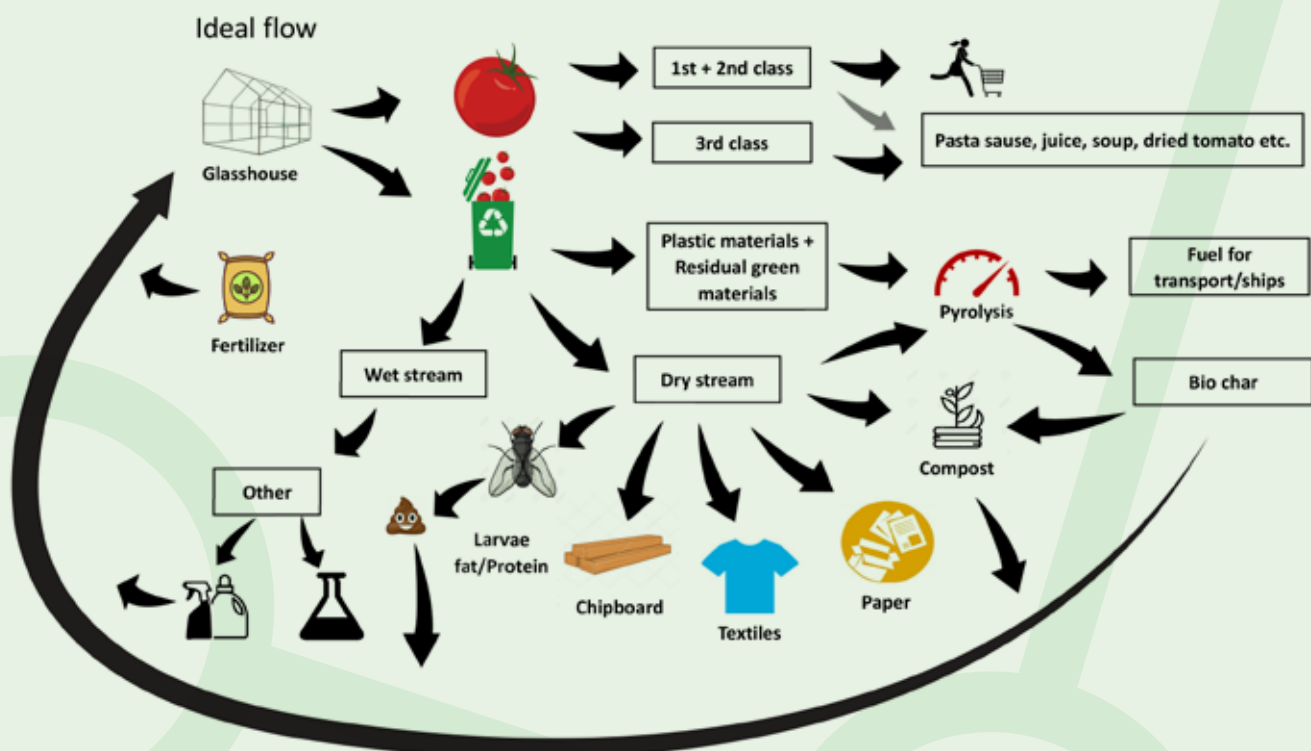 Ideal flow
Glasshouse
1st + 2nd class
3rd class
Pasta sause, juice, soup, dried tomato etc.
Plastic materials +
Residual green
materials
Pyrolysis
Fuel for
transport/ships
Fertilizer
Wet stream
Dry stream
Bio char
Compost
Other
Larvae
fat/Protein
Chipboard
Textiles
Paper